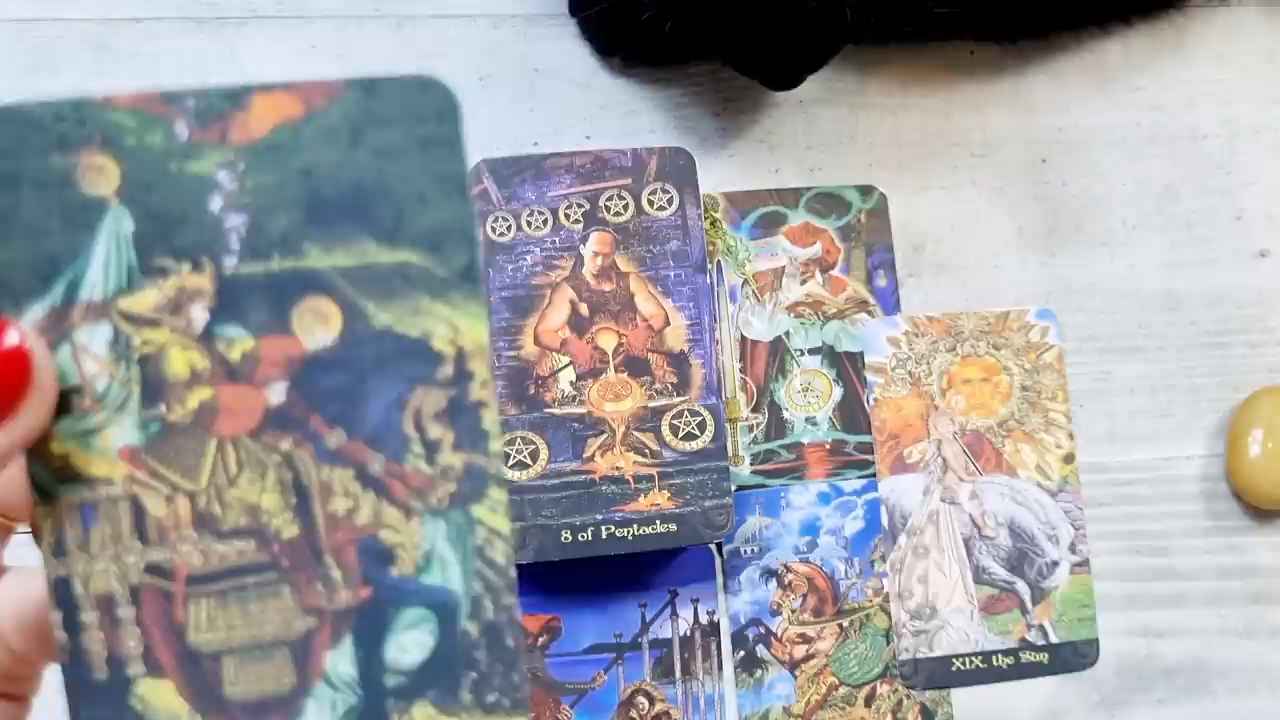 8 of Pentacles
XIX. the Sun